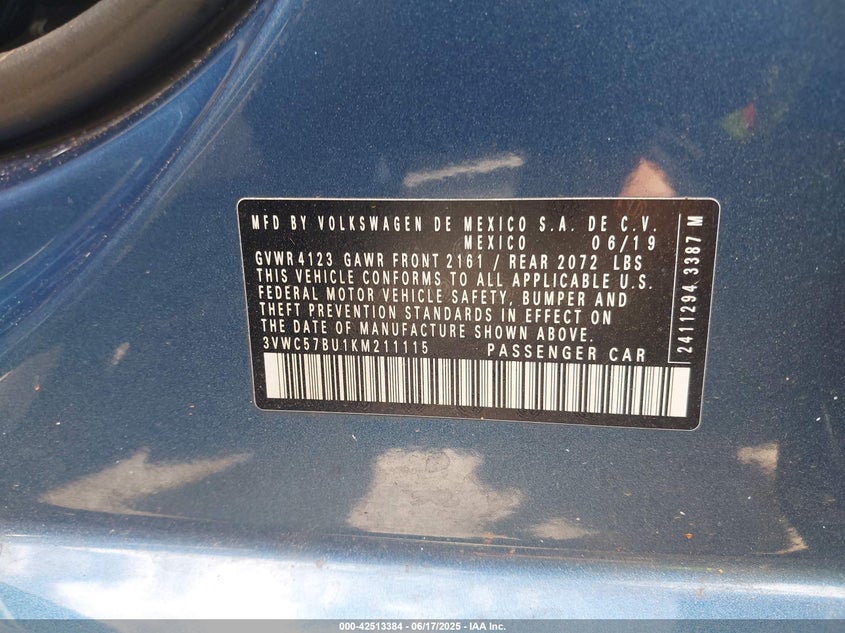 MFD BY VOLKSWAGEN DE MEXICO S.A. DE C.V.
MEXICO 06/19
GVWR 4123 GAWR FRONT 2161 / REAR 2072 LBS
THIS VEHICLE CONFORMS TO ALL APPLICABLE U.S.
FEDERAL MOTOR VEHICLE SAFETY, BUMPER AND
THEFT PREVENTION STANDARDS IN EFFECT ON
THE DATE OF MANUFACTURE SHOWN ABOVE.
3VWC57BU1KM211115 PASSENGER CAR
2411294.3387 M
000-42513384 - 06/17/2025 - IAA Inc.